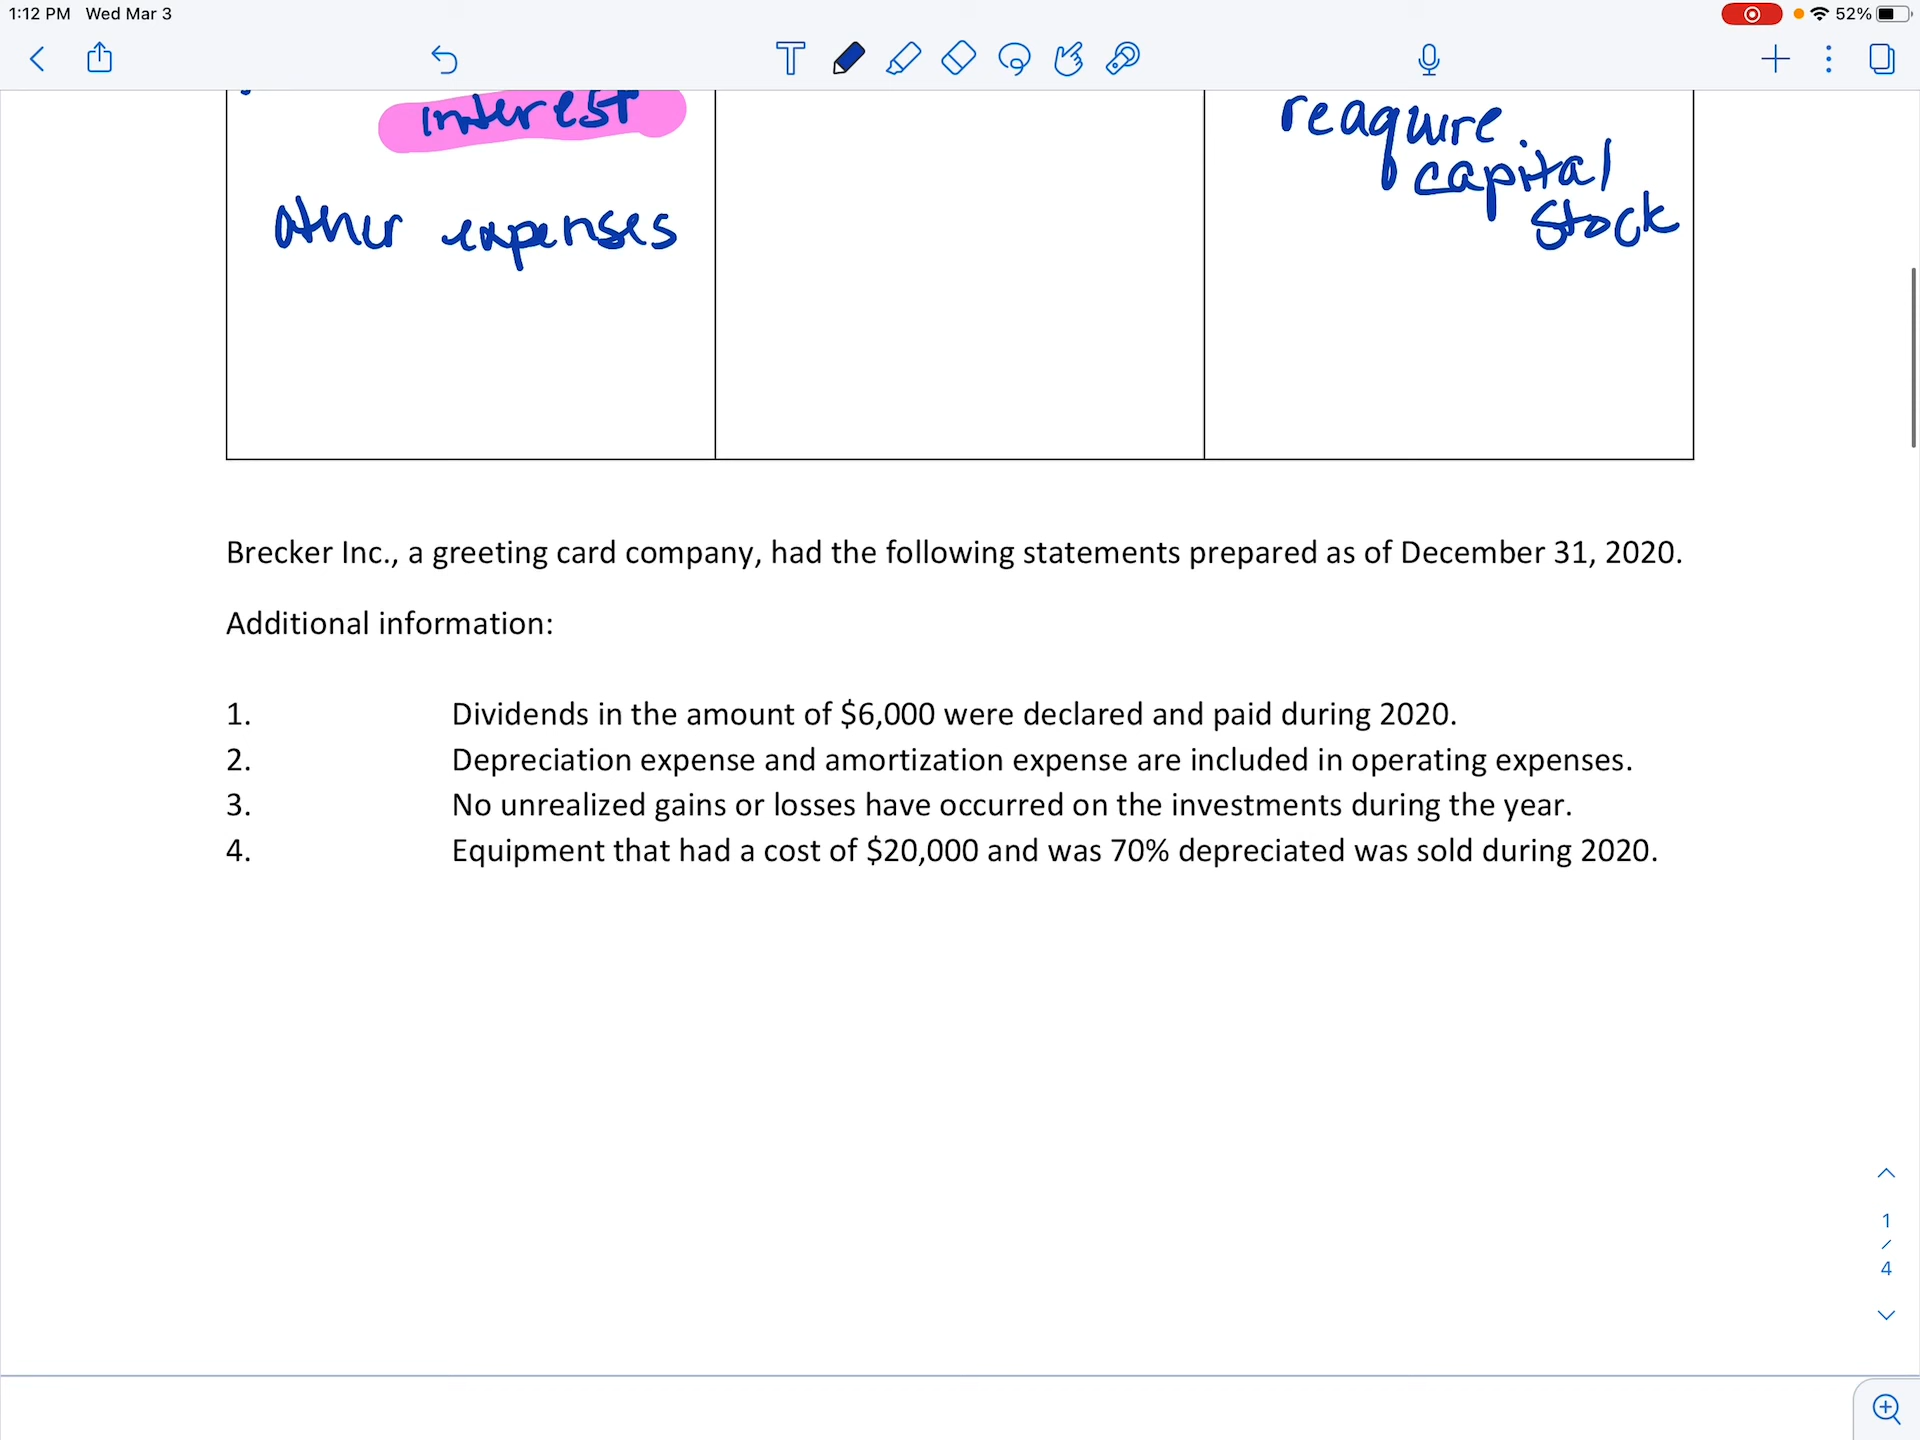 1:12 PM Wed Mar 3
52%
interest
other expenses
reaquire
capital
stock
Brecker Inc., a greeting card company, had the following statements prepared as of December 31, 2020.
Additional information:
1. Dividends in the amount of $6,000 were declared and paid during 2020.
2. Depreciation expense and amortization expense are included in operating expenses.
3. No unrealized gains or losses have occurred on the investments during the year.
4. Equipment that had a cost of $20,000 and was 70% depreciated was sold during 2020.
1
/
4